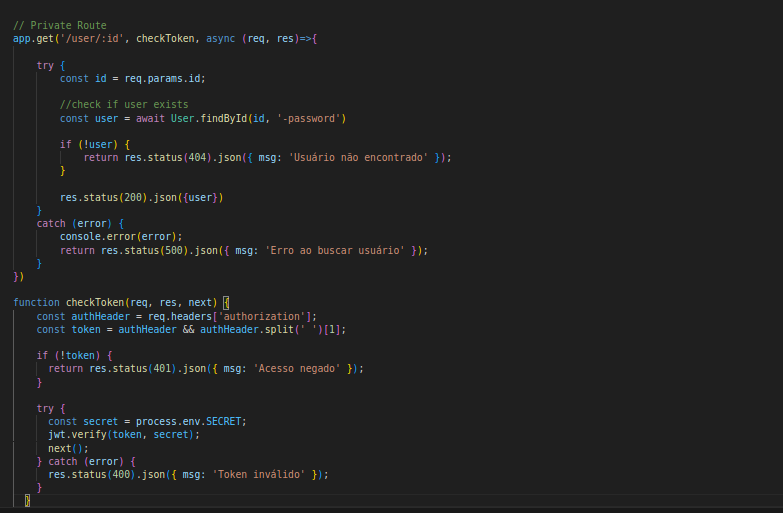 // Private Route
app.get('/user/:id', checkToken, async (req, res)=>{
try {
const id = req.params.id;
//check if user exists
const user = await User.findById(id, '-password')
if (!user) {
return res.status(404).json({ msg: 'Usuário não encontrado' });
}
res.status(200).json({user})
}
catch (error) {
console.error(error);
return res.status(500).json({ msg: 'Erro ao buscar usuário' });
}
})
function checkToken(req, res, next) {
const authHeader = req.headers['authorization'];
const token = authHeader && authHeader.split(' ')[1];
if (!token) {
return res.status(401).json({ msg: 'Acesso negado' });
}
try {
const secret = process.env.SECRET;
jwt.verify(token, secret);
next();
} catch (error) {
res.status(400).json({ msg: 'Token inválido' });
}
}